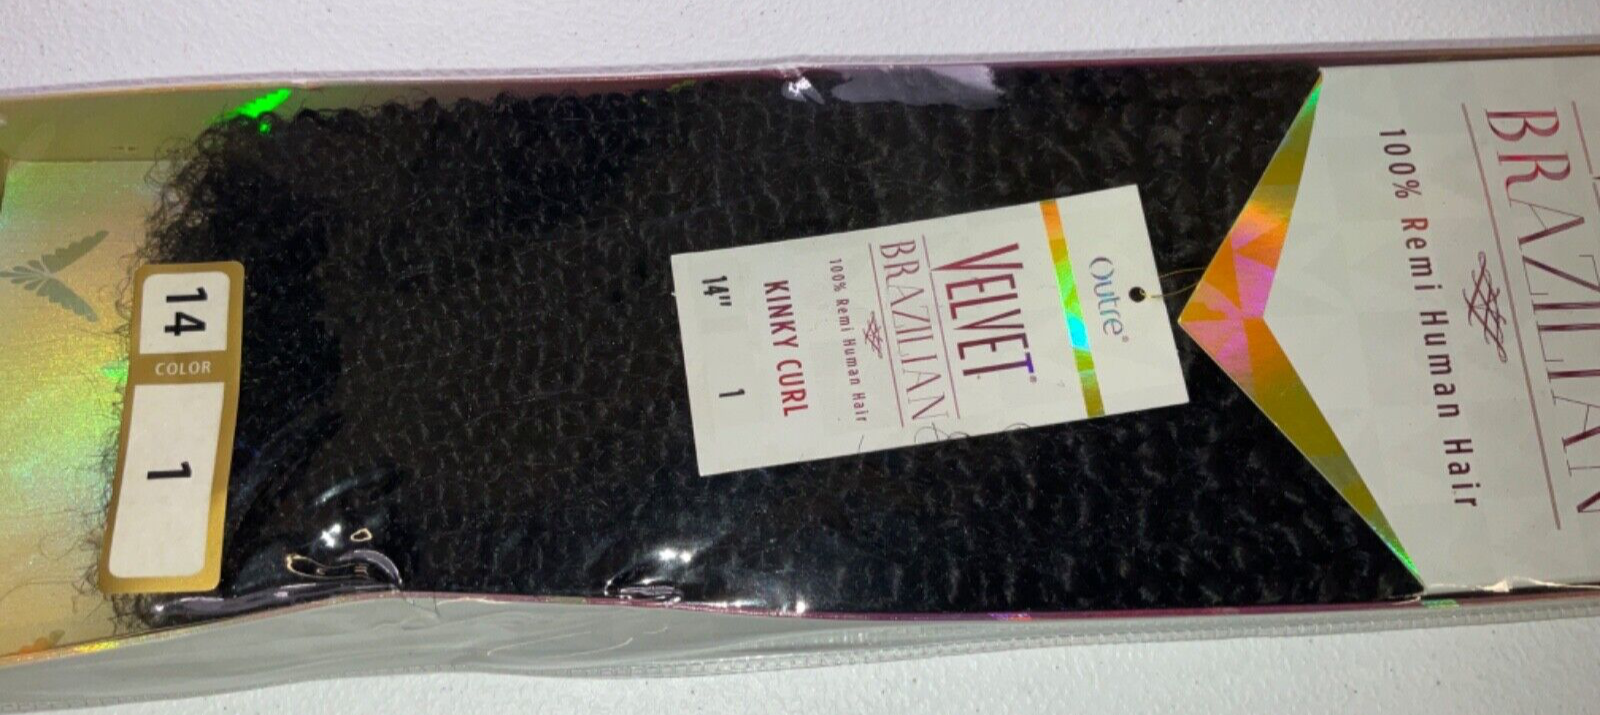 BRAZILIAN
100% Remi Human Hair
Outre®
VELVET®
BRAZILIAN
100% Remi Human Hair
KINKY CURL
14" 1
14
COLOR
1